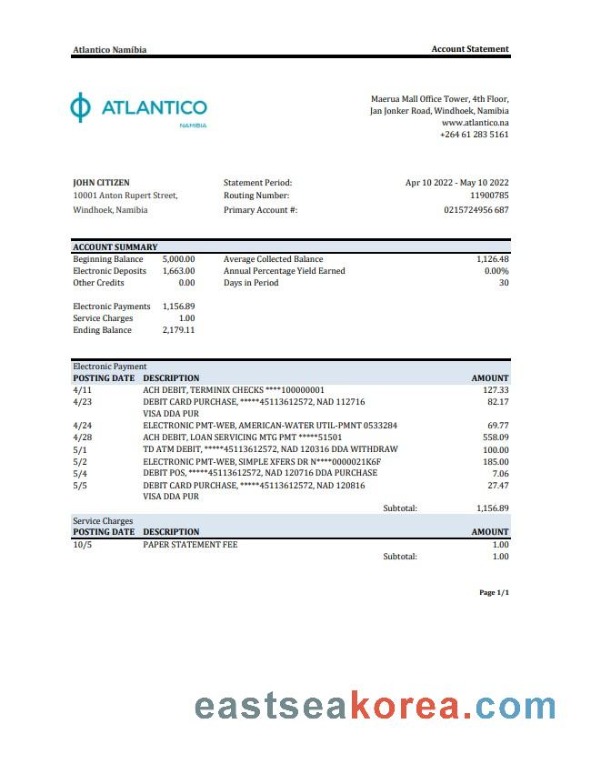 Atlantico Namibia Account Statement
ATLANTICO
NAMIBIA
Maerua Mall Office Tower, 4th Floor,
Jan Jonker Road, Windhoek, Namibia
www.atlantico.na
+264 61 283 5161
JOHN CITIZEN Statement Period: Apr 10 2022 - May 10 2022
10001 Anton Rupert Street, Routing Number: 11900785
Windhoek, Namibia Primary Account #: 0215724956 687
ACCOUNT SUMMARY
Beginning Balance 5,000.00 Average Collected Balance 1,126.48
Electronic Deposits 1,663.00 Annual Percentage Yield Earned 0.00%
Other Credits 0.00 Days in Period 30
Electronic Payments 1,156.89
Service Charges 1.00
Ending Balance 2,179.11
Electronic Payment
POSTING DATE DESCRIPTION AMOUNT
4/11 ACH DEBIT, TERMINIX CHECKS ****100000001 127.33
4/23 DEBIT CARD PURCHASE, *****45113612572, NAD 112716 82.17
VISA DDA PUR
4/24 ELECTRONIC PMT-WEB, AMERICAN-WATER UTIL-PMNT 0533284 69.77
4/28 ACH DEBIT, LOAN SERVICING MTG PMT *****51501 558.09
5/1 TD ATM DEBIT, *****45113612572, NAD 120316 DDA WITHDRAW 100.00
5/2 ELECTRONIC PMT-WEB, SIMPLE XFERS DR N****0000021K6F 185.00
5/4 DEBIT POS, *****45113612572, NAD 120716 DDA PURCHASE 7.06
5/5 DEBIT CARD PURCHASE, *****45113612572, NAD 120816 27.47
VISA DDA PUR
Subtotal: 1,156.89
Service Charges
POSTING DATE DESCRIPTION AMOUNT
10/5 PAPER STATEMENT FEE 1.00
Subtotal: 1.00
Page 1/1
eastseakorea.com